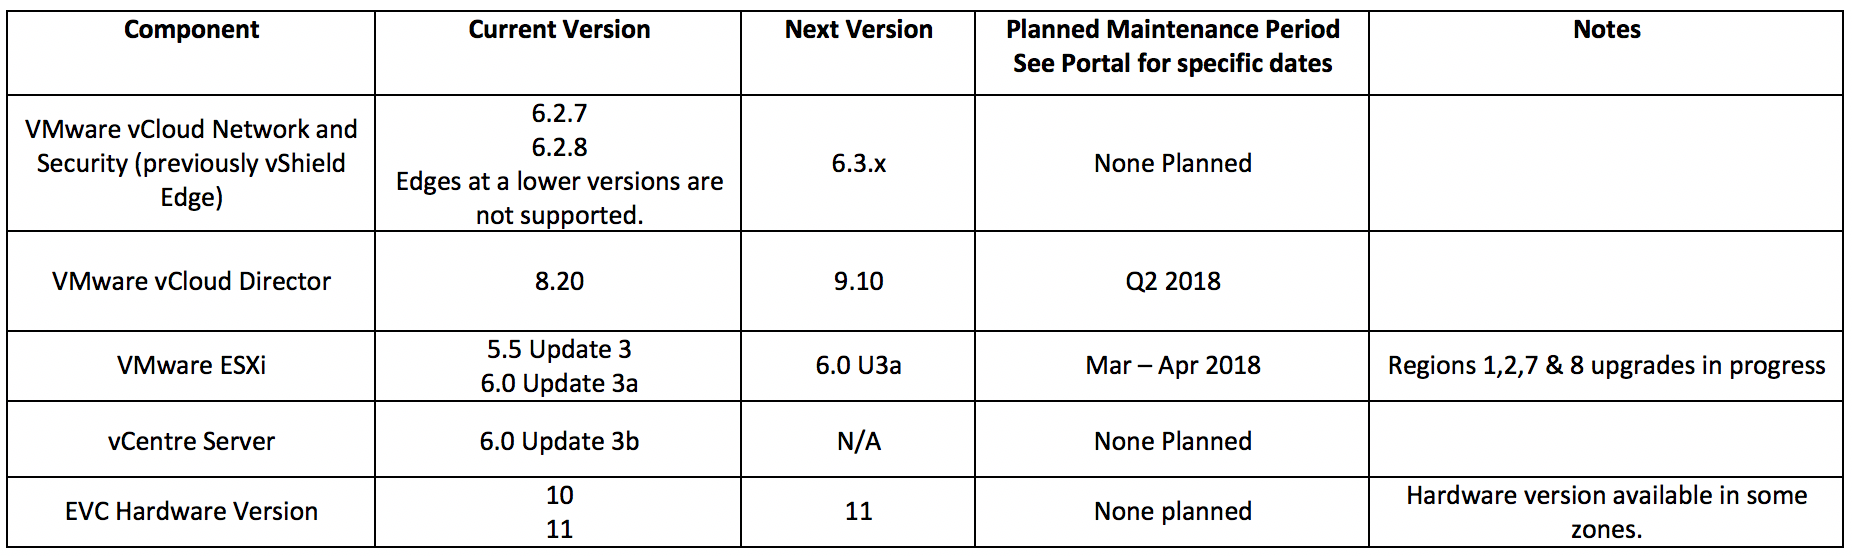 Component
Current Version
Next Version
Planned Maintenance Period
See Portal for specific dates
Notes
VMware vCloud Network and
Security (previously vShield
Edge)
6.2.7
6.2.8
Edges at a lower versions are
not supported.
6.3.x
None Planned
VMware vCloud Director
8.20
9.10
Q2 2018
VMware ESXi
5.5 Update 3
6.0 Update 3a
6.0 U3a
Mar – Apr 2018
Regions 1,2,7 & 8 upgrades in progress
vCentre Server
6.0 Update 3b
N/A
None Planned
EVC Hardware Version
10
11
11
None planned
Hardware version available in some
zones.